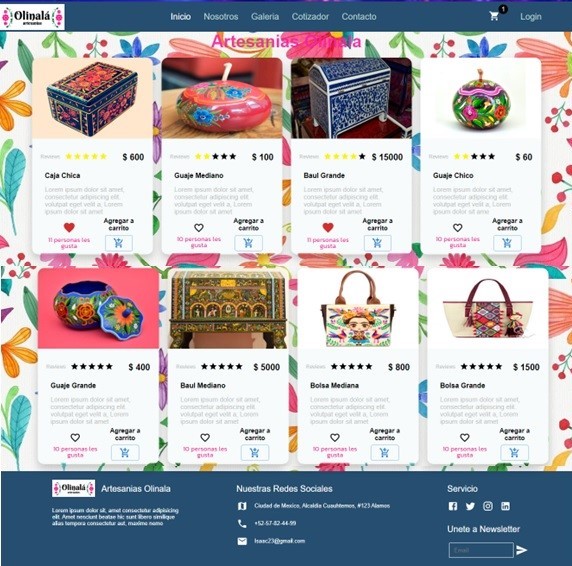 Olinalá
artesanías
Inicio Nosotros Galeria Cotizador Contacto
1
Login
Artesanias Olinala
Reviews: $ 600
Caja Chica
Lorem ipsum dolor sit amet,
consectetur adipiscing elit.
volutpat eget velit a, Lorem
ipsum dolor sit amet
Agregar a
carrito
11 personas les
gusta
Reviews: $ 100
Guaje Mediano
Lorem ipsum dolor sit amet,
consectetur adipiscing elit.
volutpat eget velit a, Lorem
ipsum dolor sit amet
Agregar a
carrito
10 personas les
gusta
Reviews: $ 15000
Baul Grande
Lorem ipsum dolor sit amet,
consectetur adipiscing elit.
volutpat eget velit a, Lorem
ipsum dolor sit amet
Agregar a
carrito
11 personas les
gusta
Reviews: $ 60
Guaje Chico
Lorem ipsum dolor sit amet,
consectetur adipiscing elit.
volutpat eget velit a, Lorem
ipsum dolor sit amet
Agregar a
carrito
10 personas les
gusta
Reviews: $ 400
Guaje Grande
Lorem ipsum dolor sit amet,
consectetur adipiscing elit.
volutpat eget velit a, Lorem
ipsum dolor sit amet
Agregar a
carrito
10 personas les
gusta
Reviews: $ 5000
Baul Mediano
Lorem ipsum dolor sit amet,
consectetur adipiscing elit.
volutpat eget velit a, Lorem
ipsum dolor sit amet
Agregar a
carrito
10 personas les
gusta
Reviews: $ 800
Bolsa Mediana
Lorem ipsum dolor sit amet,
consectetur adipiscing elit.
volutpat eget velit a, Lorem
ipsum dolor sit amet
Agregar a
carrito
10 personas les
gusta
Reviews: $ 1500
Bolsa Grande
Lorem ipsum dolor sit amet,
consectetur adipiscing elit.
volutpat eget velit a, Lorem
ipsum dolor sit amet
Agregar a
carrito
10 personas les
gusta
Olinalá
artesanías
Artesanias Olinala
Lorem ipsum dolor sit, amet consectetur adipisicing
elit. Amet nesciunt beatae hic sunt libero similique
alias tempora consectetur aut, maxime nemo
Nuestras Redes Sociales
Ciudad de Mexico, Alcaldia Cuauhtemoc, #123 Alamos
+52-67-82-44-99
Isaac23@gmail.com
Servicio
Unete a Newsletter
Email